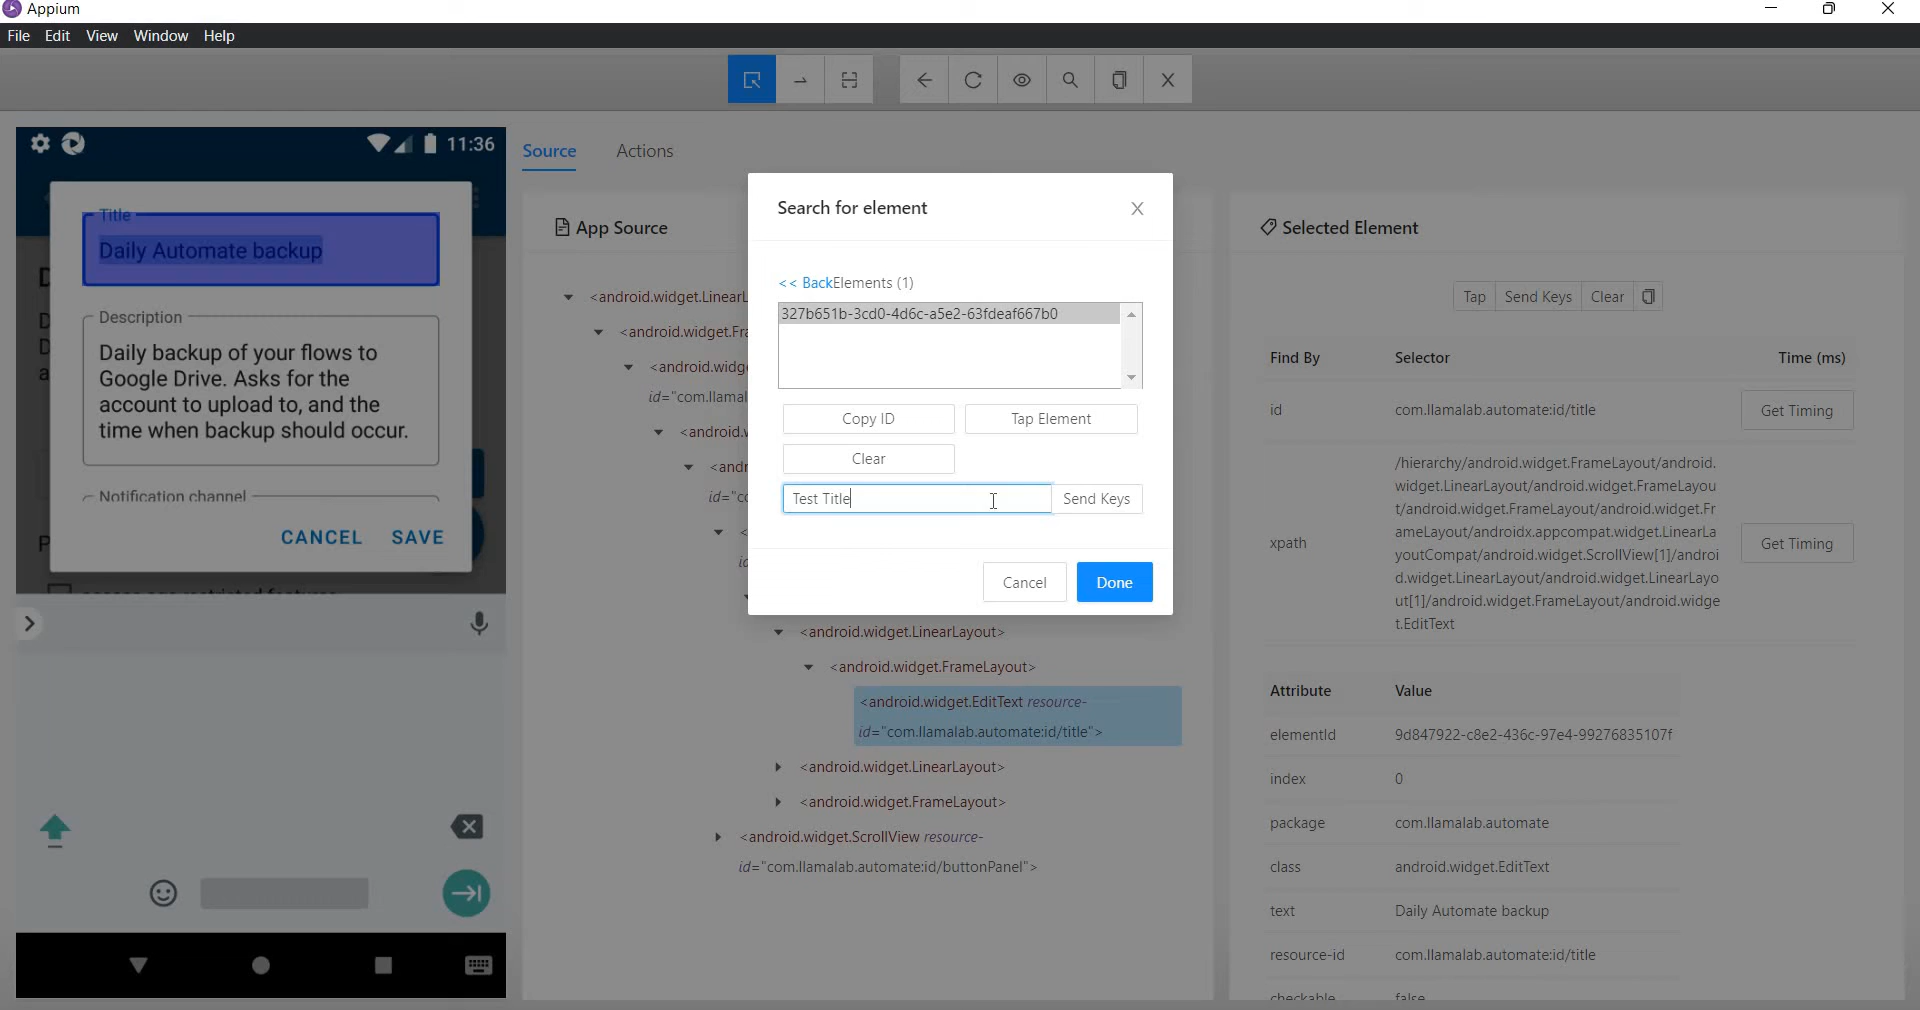 Appium
File Edit View Window Help
11:36
Title
Daily Automate backup
Description
Daily backup of your flows to
Google Drive. Asks for the
account to upload to, and the
time when backup should occur.
Notification channel
CANCEL SAVE
Source Actions
App Source
<android.widget.LinearL
<android.widget.Fra
<android.widg
id="com.llamal
<android.w
<andr
id="co
<
id
<android.widget.LinearLayout>
<android.widget.FrameLayout>
<android.widget.EditText resource-
id="com.llamalab.automate:id/title">
<android.widget.LinearLayout>
<android.widget.FrameLayout>
<android.widget.ScrollView resource-
id="com.llamalab.automate:id/buttonPanel">
Search for element
<< BackElements (1)
327b651b-3cd0-4d6c-a5e2-63fdeaf667b0
Copy ID Tap Element
Clear
Test Title Send Keys
Cancel Done
Selected Element
Tap Send Keys Clear
Find By Selector Time (ms)
id com.llamalab.automate:id/title Get Timing
/hierarchy/android.widget.FrameLayout/android.
widget.LinearLayout/android.widget.FrameLayou
t/android.widget.FrameLayout/android.widget.Fr
ameLayout/androidx.appcompat.widget.LinearLa
xpath youtCompat/android.widget.ScrollView[1]/androi Get Timing
d.widget.LinearLayout/android.widget.LinearLayo
ut[1]/android.widget.FrameLayout/android.widge
t.EditText
Attribute Value
elementId 9d847922-c8e2-436c-97e4-99276835107f
index 0
package com.llamalab.automate
class android.widget.EditText
text Daily Automate backup
resource-id com.llamalab.automate:id/title
checkable false